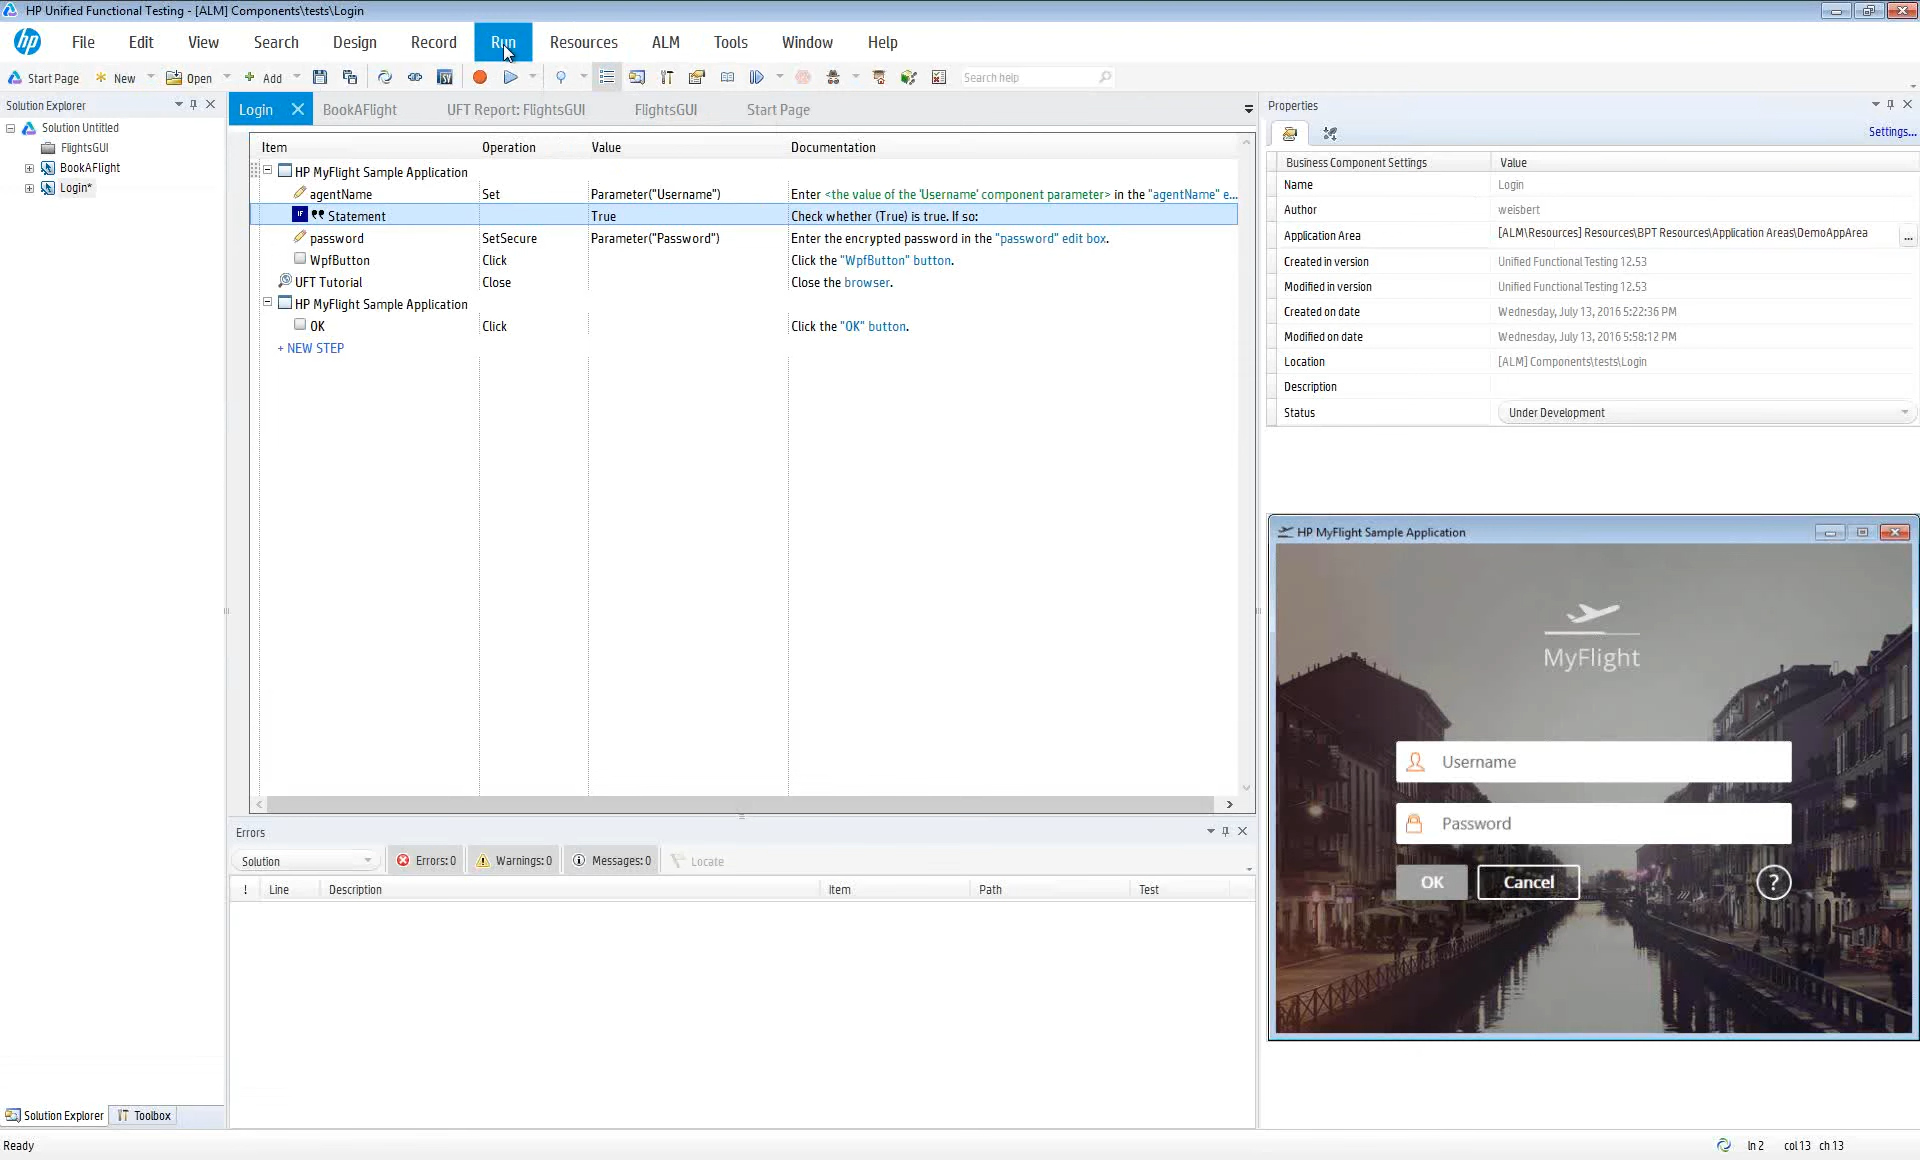 HP Unified Functional Testing - [ALM] Components\tests\Login
hp File Edit View Search Design Record Run Resources ALM Tools Window Help
Start Page New Open Add Search help
Solution Explorer
Solution Untitled
FlightsGUI
BookAFlight
Login*
Login BookAFlight UFT Report: FlightsGUI FlightsGUI Start Page
Item Operation Value Documentation
HP MyFlight Sample Application
agentName Set Parameter("Username") Enter <the value of the 'Username' component parameter> in the "agentName" e...
IF Statement True Check whether (True) is true. If so:
password SetSecure Parameter("Password") Enter the encrypted password in the "password" edit box.
WpfButton Click Click the "WpfButton" button.
UFT Tutorial Close Close the browser.
HP MyFlight Sample Application
OK Click Click the "OK" button.
+ NEW STEP
Errors
Solution Errors: 0 Warnings: 0 Messages: 0 Locate
! Line Description Item Path Test
Properties
Settings...
Business Component Settings Value
Name Login
Author weisbert
Application Area [ALM\Resources] Resources\BPT Resources\Application Areas\DemoAppArea ...
Created in version Unified Functional Testing 12.53
Modified in version Unified Functional Testing 12.53
Created on date Wednesday, July 13, 2016 5:22:36 PM
Modified on date Wednesday, July 13, 2016 5:58:12 PM
Location [ALM] Components\tests\Login
Description
Status Under Development
HP MyFlight Sample Application
MyFlight
Username
Password
OK Cancel ?
Solution Explorer Toolbox
Ready ln 2 col 13 ch 13